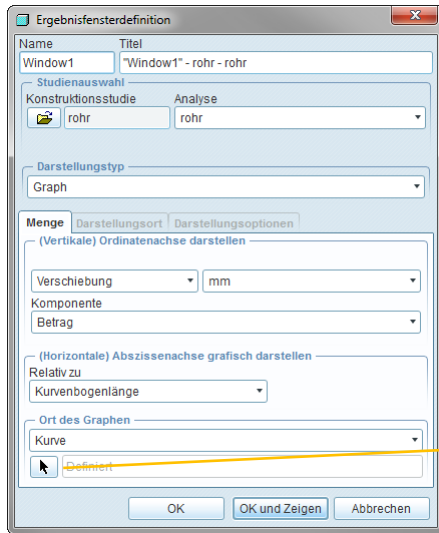 Ergebnisfensterdefinition
Name Titel
Window1 "Window1" - rohr - rohr
Studienauswahl
Konstruktionsstudie Analyse
rohr rohr
Darstellungstyp
Graph
Menge Darstellungsort Darstellungsoptionen
(Vertikale) Ordinatenachse darstellen
Verschiebung mm
Komponente
Betrag
(Horizontale) Abszissenachse grafisch darstellen
Relativ zu
Kurvenbogenlänge
Ort des Graphen
Kurve
Definiert
OK OK und Zeigen Abbrechen